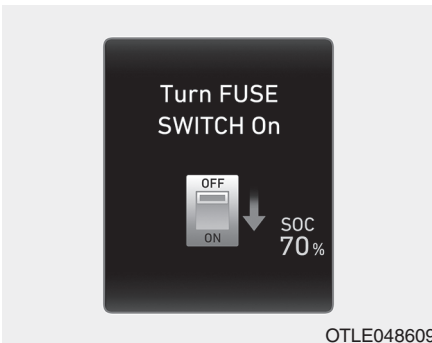 Turn FUSE
SWITCH On
OFF
ON
SOC
70%
OTLE048609